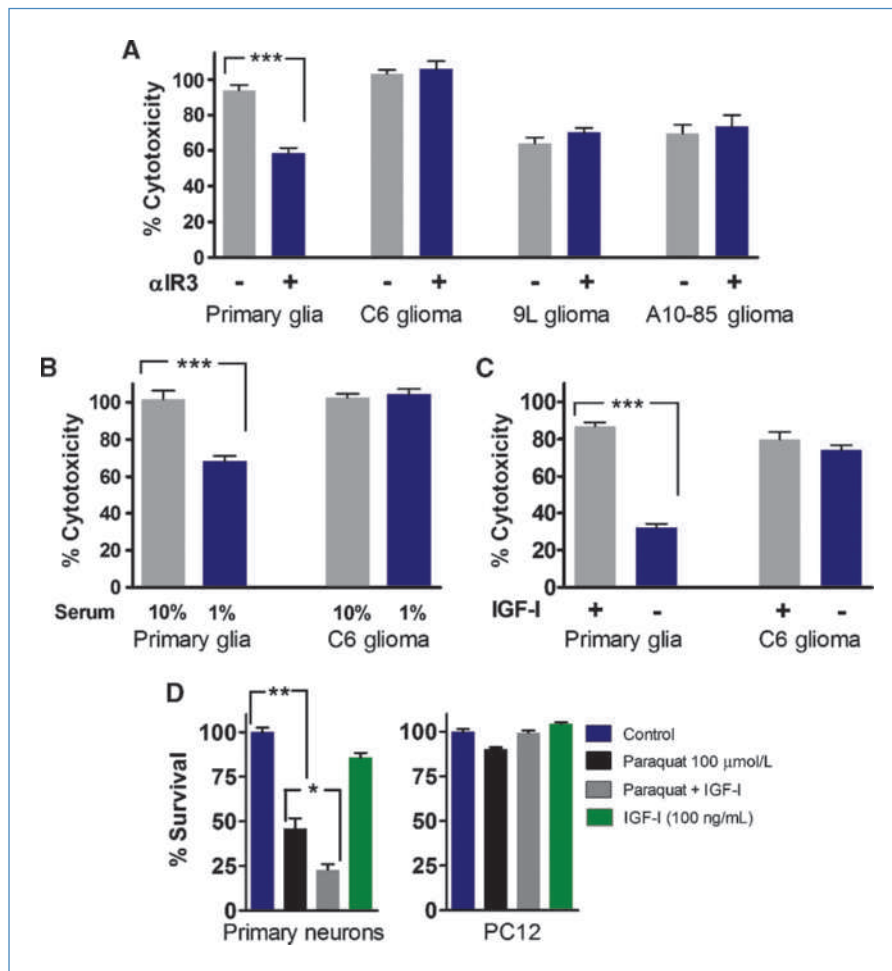 A
***
% Cytotoxicity
100
80
60
40
20
0
αIR3 - + - + - + - +
Primary glia C6 glioma 9L glioma A10-85 glioma
B
***
% Cytotoxicity
100
80
60
40
20
0
Serum 10% 1% 10% 1%
Primary glia C6 glioma
C
***
% Cytotoxicity
100
80
60
40
20
0
IGF-I + - + -
Primary glia C6 glioma
D
**
*
% Survival
100
75
50
25
0
Primary neurons
100
75
50
25
0
PC12
Control
Paraquat 100 μmol/L
Paraquat + IGF-I
IGF-I (100 ng/mL)